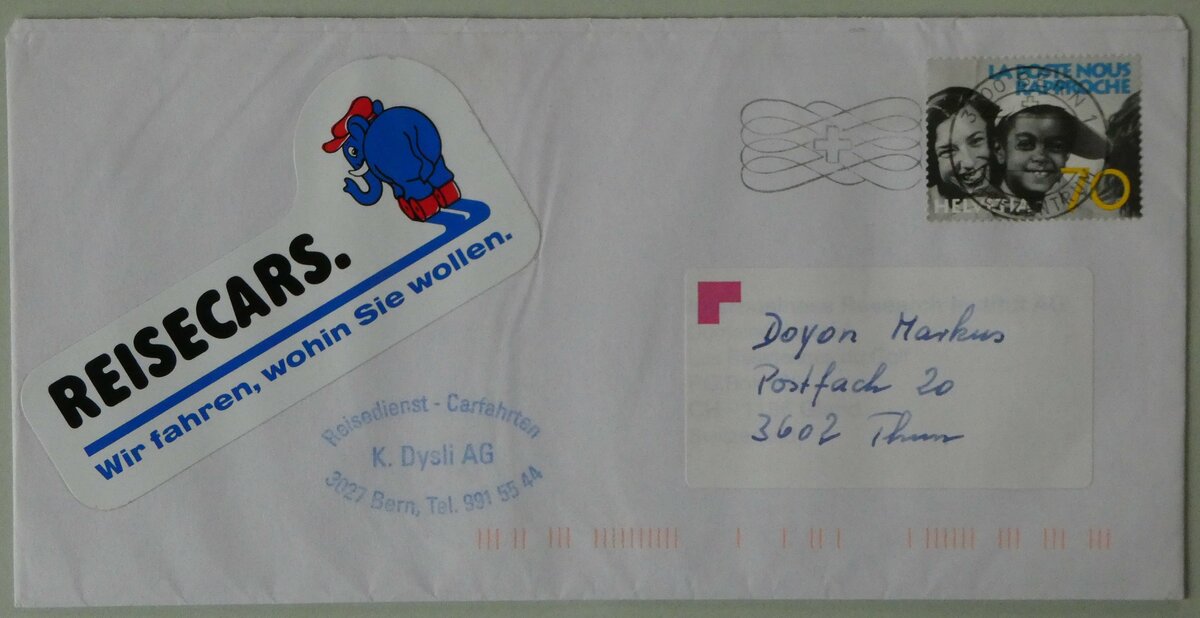 REISECARS.
Wir fahren, wohin Sie wollen.
Reisedienst - Carfahrten
K. Dysli AG
3027 Bern, Tel. 991 55 44
LA POSTE NOUS
RAPPROCHE
HELVETIA 70
Doyon Markus
Postfach 20
3602 Thun